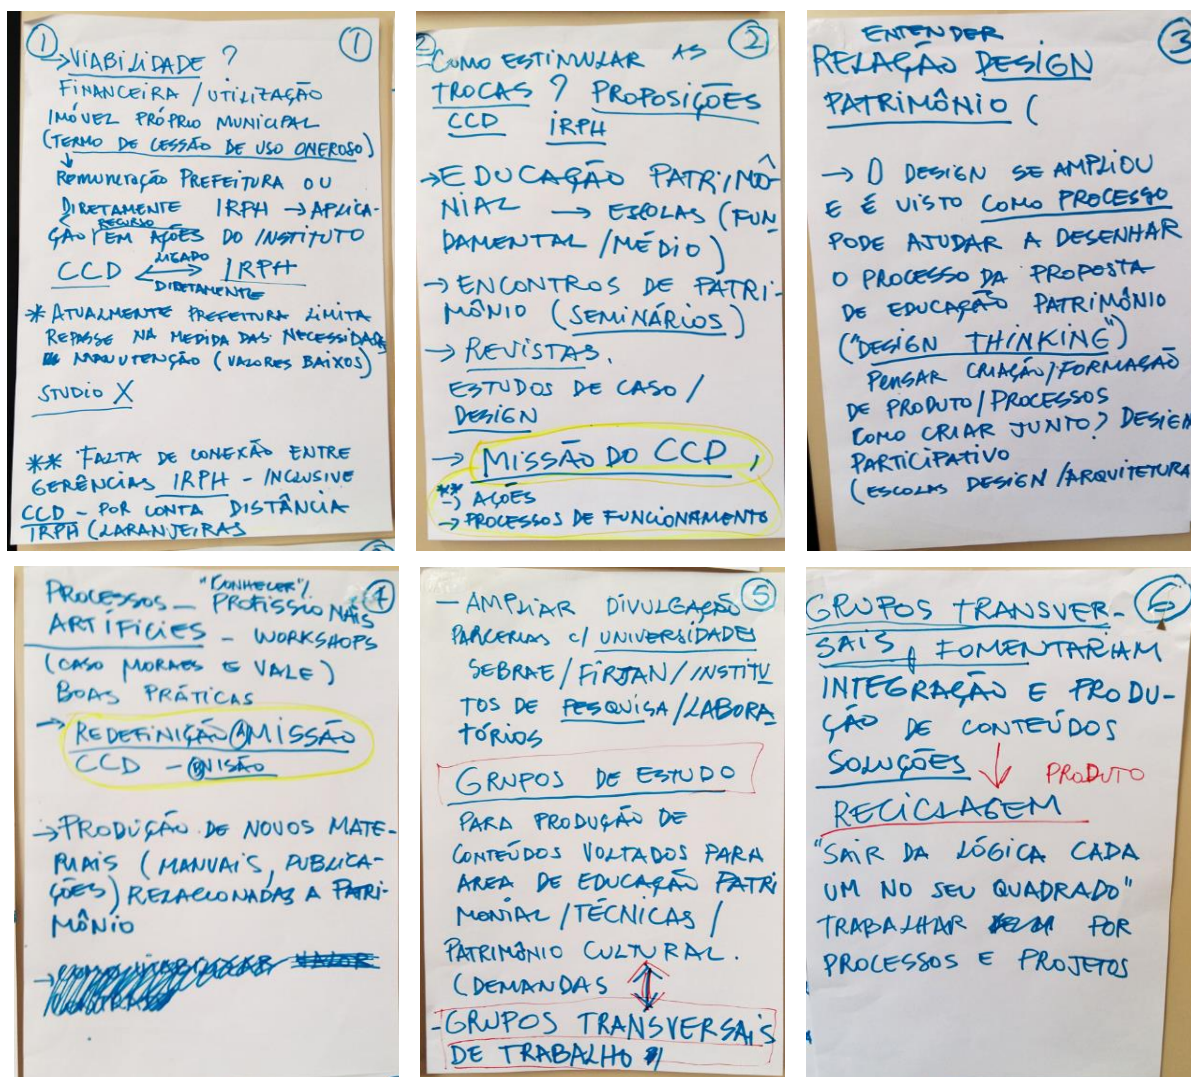 1 1
→ VIABILIDADE ?
FINANCEIRA / UTILIZAÇÃO
IMÓVEL PRÓPRIO MUNICIPAL
(TERMO DE CESSÃO DE USO ONEROSO)
REMUNERAÇÃO PREFEITURA OU
DIRETAMENTE IRPH → APLICA-
RECURSO
ÇÃO EM AÇÕES DO INSTITUTO
LIGADO
CCD ↔ IRPH
DIRETAMENTE
* ATUALMENTE PREFEITURA LIMITA
REPASSE NA MEDIDA DAS NECESSIDADES
MANUTENÇÃO (VALORES BAIXOS)
STUDIO X
** FALTA DE CONEXÃO ENTRE
GERÊNCIAS IRPH - INCLUSIVE
CCD - POR CONTA DISTÂNCIA
IRPH (LARANJEIRAS
2 2
COMO ESTIMULAR AS
TROCAS ? PROPOSIÇÕES
CCD IRPH
→ EDUCAÇÃO PATRIMÔ-
NIAL → ESCOLAS (FUN
DAMENTAL / MÉDIO)
→ ENCONTROS DE PATRI-
MÔNIO (SEMINÁRIOS)
→ REVISTAS.
ESTUDOS DE CASO /
DESIGN
→ MISSÃO DO CCD,
**
→ AÇÕES
→ PROCESSOS DE FUNCIONAMENTO
3
ENTENDER
RELAÇÃO DESIGN
PATRIMÔNIO (
→ O DESIGN SE AMPLIOU
E É VISTO COMO PROCESSO
PODE AJUDAR A DESENHAR
O PROCESSO DA PROPOSTA
DE EDUCAÇÃO PATRIMÔNIO
("DESIGN THINKING")
PENSAR CRIAÇÃO/FORMAÇÃO
DE PRODUTO/PROCESSOS
COMO CRIAR JUNTO? DESIGN
PARTICIPATIVO
(ESCOLAS DESIGN /ARQUITETURA
4
"CONHECER"/
PROCESSOS - PROFISSIONAIS
ARTIFICIES - WORKSHOPS
(CASO MORAES E VALE)
BOAS PRÁTICAS
→ REDEFINIÇÃO A MISSÃO
CCD - B VISÃO
→ PRODUÇÃO DE NOVOS MATE-
RIAIS (MANUAIS, PUBLICA-
ÇÕES) RELACIONADAS A PATRI-
MÔNIO
→
5
- AMPLIAR DIVULGAÇÃO
PARCERIAS C/ UNIVERSIDADES
SEBRAE / FIRJAN / INSTITU
TOS DE PESQUISA / LABORA
TÓRIOS
GRUPOS DE ESTUDO
PARA PRODUÇÃO DE
CONTEÚDOS VOLTADOS PARA
AREA DE EDUCAÇÃO PATRI
MONIAL / TÉCNICAS /
PATRIMÔNIO CULTURAL.
(DEMANDAS
- GRUPOS TRANSVERSAIS
DE TRABALHO
6
GRUPOS TRANSVER-
SAIS, FOMENTARIAM
INTEGRAÇÃO E PRODU-
ÇÃO DE CONTEÚDOS
SOLUÇÕES ↓ PRODUTO
RECICLAGEM
"SAIR DA LÓGICA CADA
UM NO SEU QUADRADO"
TRABALHAR POR
PROCESSOS E PROJETOS